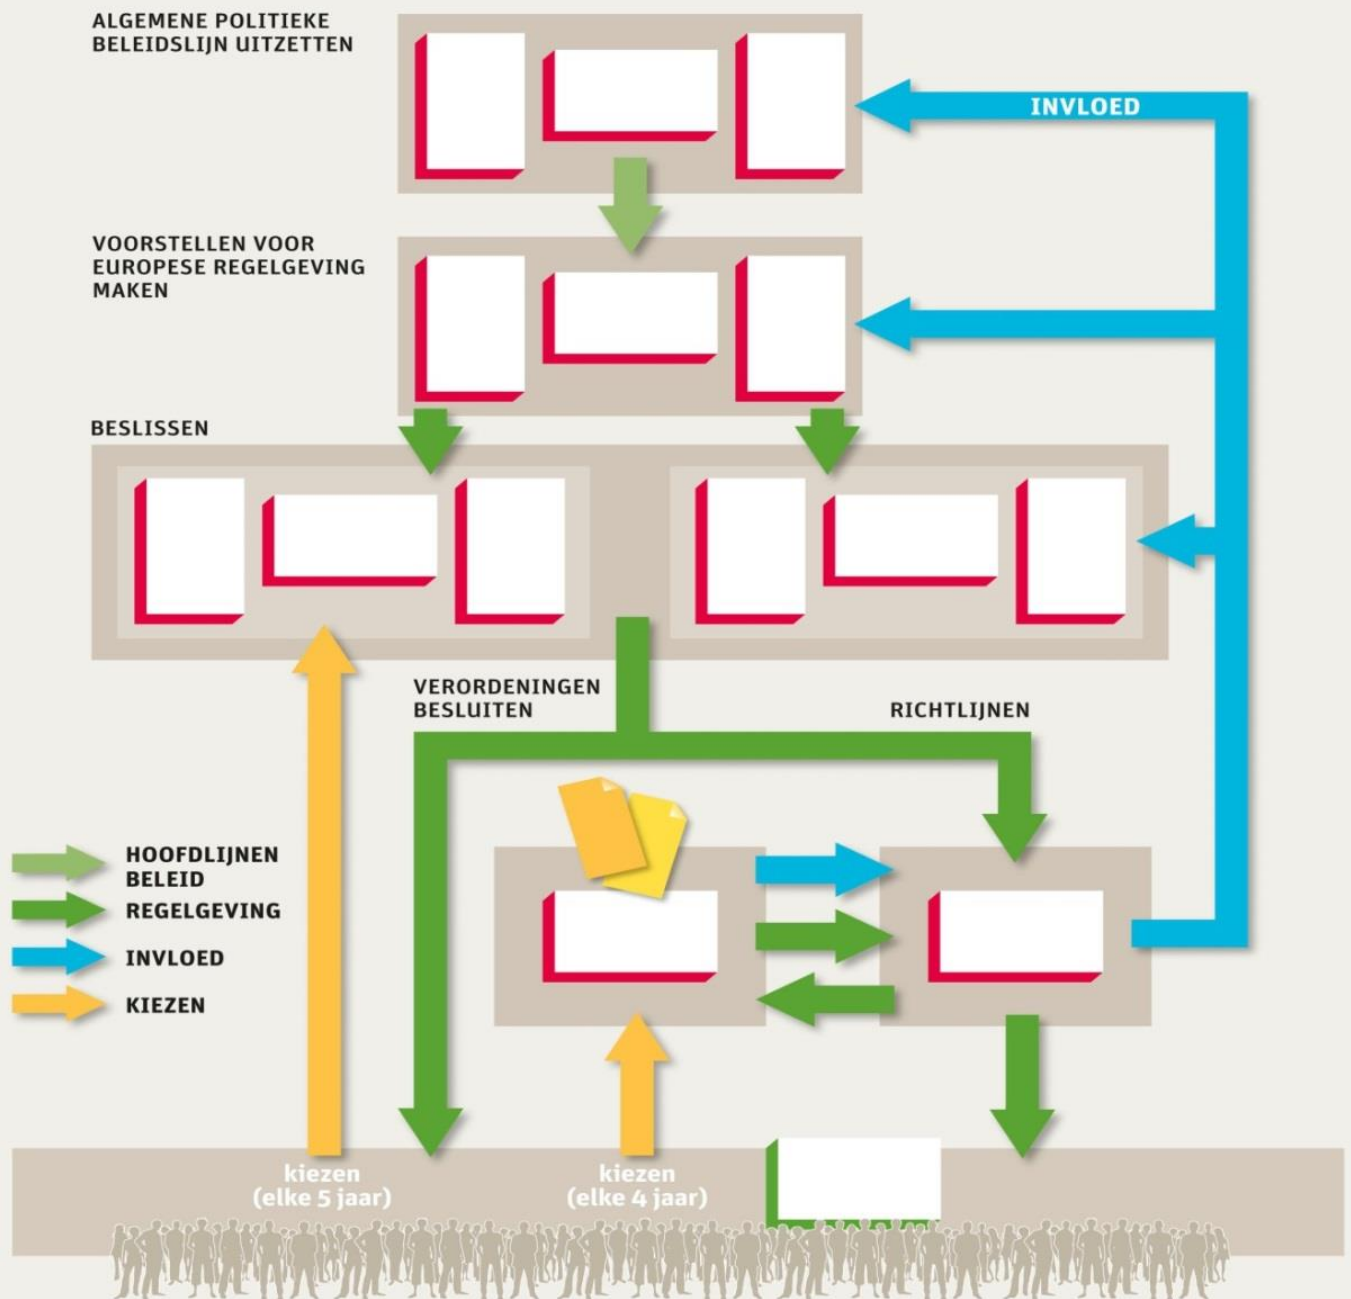 ALGEMENE POLITIEKE
BELEIDSLIJN UITZETTEN
INVLOED
VOORSTELLEN VOOR
EUROPESE REGELGEVING
MAKEN
BESLISSEN
VERORDENINGEN
BESLUITEN
RICHTLIJNEN
HOOFDLIJNEN
BELEID
REGELGEVING
INVLOED
KIEZEN
kiezen
(elke 5 jaar)
kiezen
(elke 4 jaar)